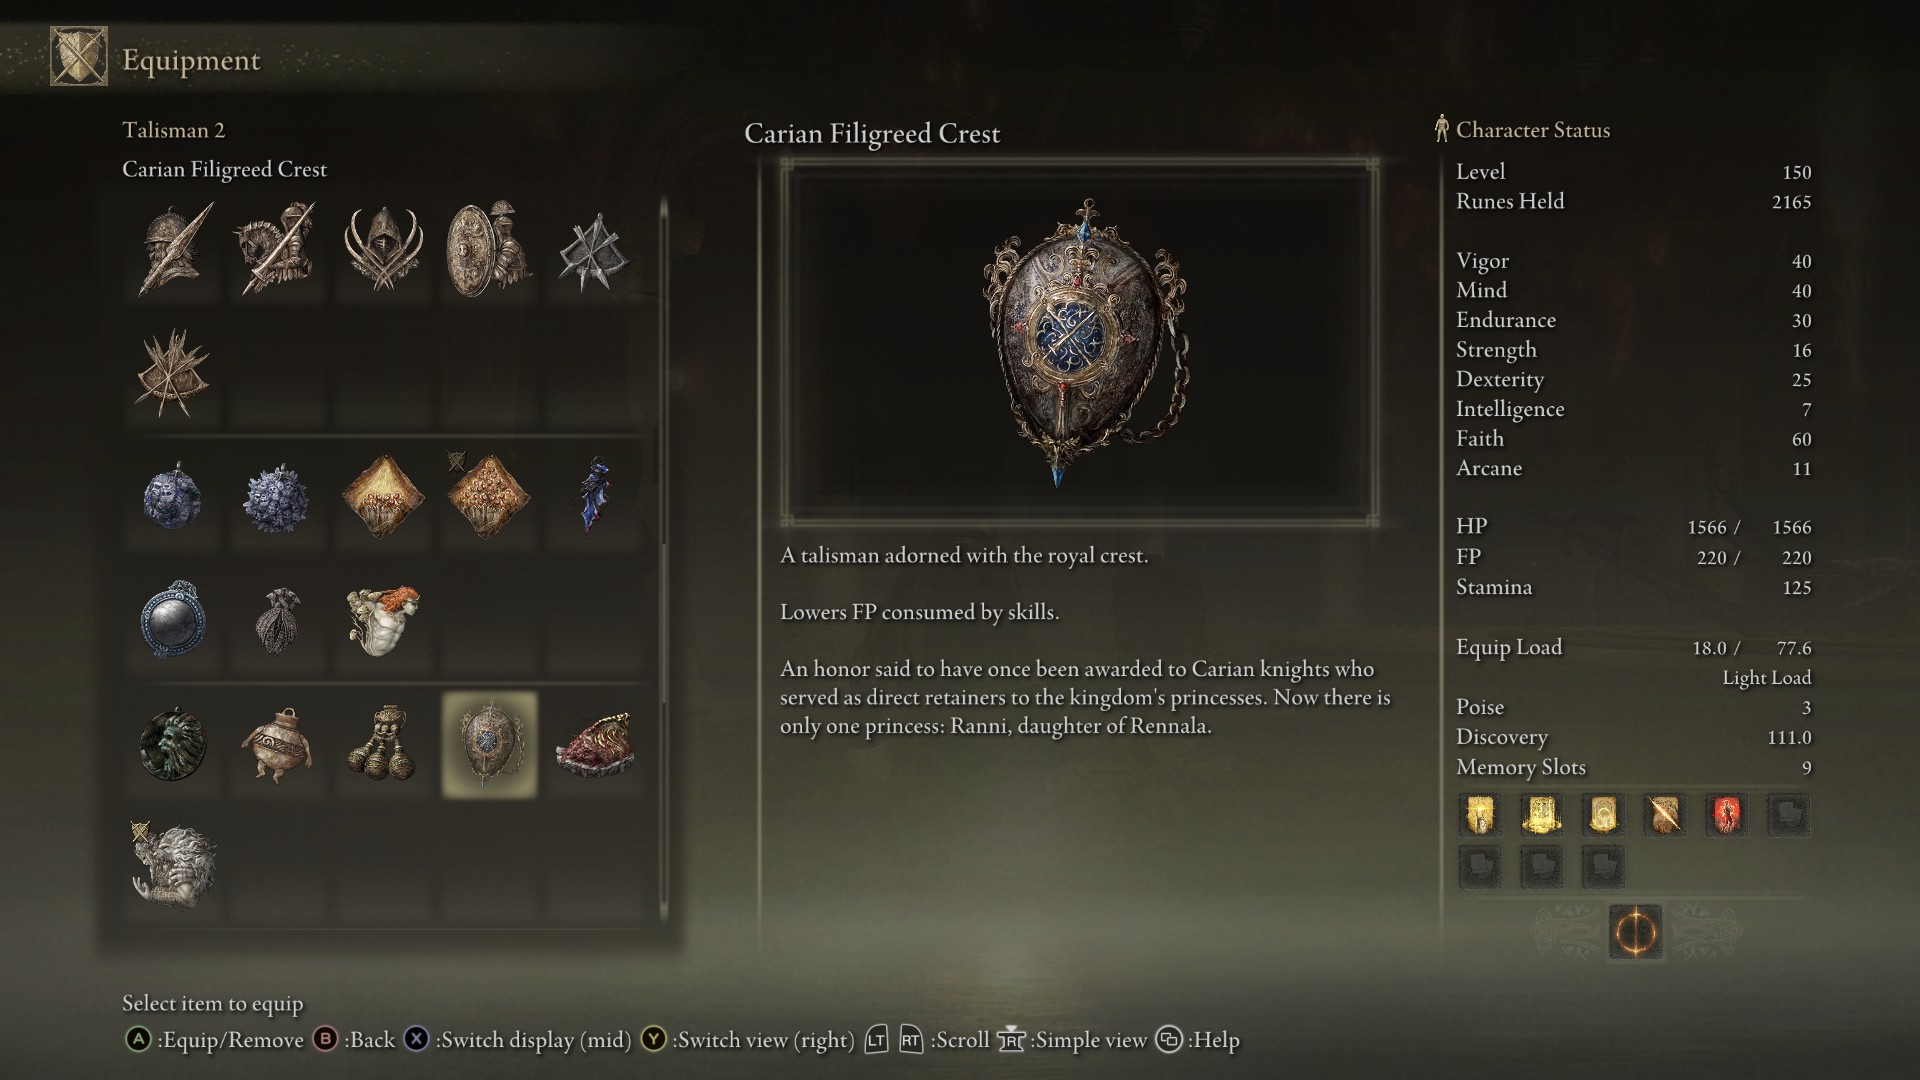 Equipment
Talisman 2
Carian Filigreed Crest
Carian Filigreed Crest
A talisman adorned with the royal crest.
Lowers FP consumed by skills.
An honor said to have once been awarded to Carian knights who
served as direct retainers to the kingdom's princesses. Now there is
only one princess: Ranni, daughter of Rennala.
Character Status
Level 150
Runes Held 2165
Vigor 40
Mind 40
Endurance 30
Strength 16
Dexterity 25
Intelligence 7
Faith 60
Arcane 11
HP 1566 / 1566
FP 220 / 220
Stamina 125
Equip Load 18.0 / 77.6
Light Load
Poise 3
Discovery 111.0
Memory Slots 9
Select item to equip
A :Equip/Remove B :Back X :Switch display (mid) Y :Switch view (right) LT RT :Scroll R :Simple view :Help